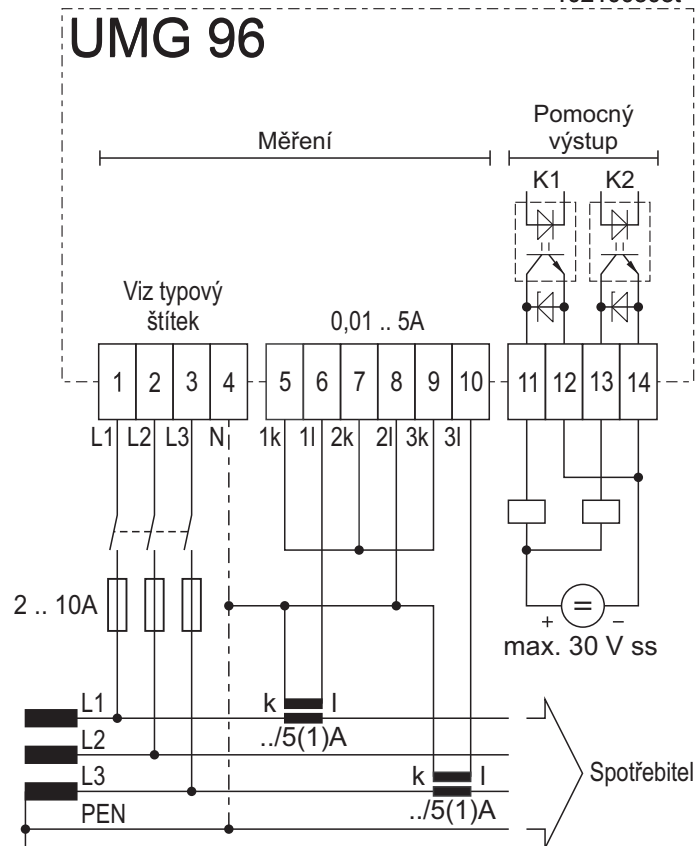 UMG 96
Měření
Pomocný
výstup
K1 K2
Viz typový
štítek
0,01 .. 5A
1 2 3 4 5 6 7 8 9 10 11 12 13 14
L1 L2 L3 N 1k 1l 2k 2l 3k 3l
2 .. 10A
+ = −
max. 30 V ss
L1 k l
../5(1)A
L2
L3 k l Spotřebitel
../5(1)A
PEN